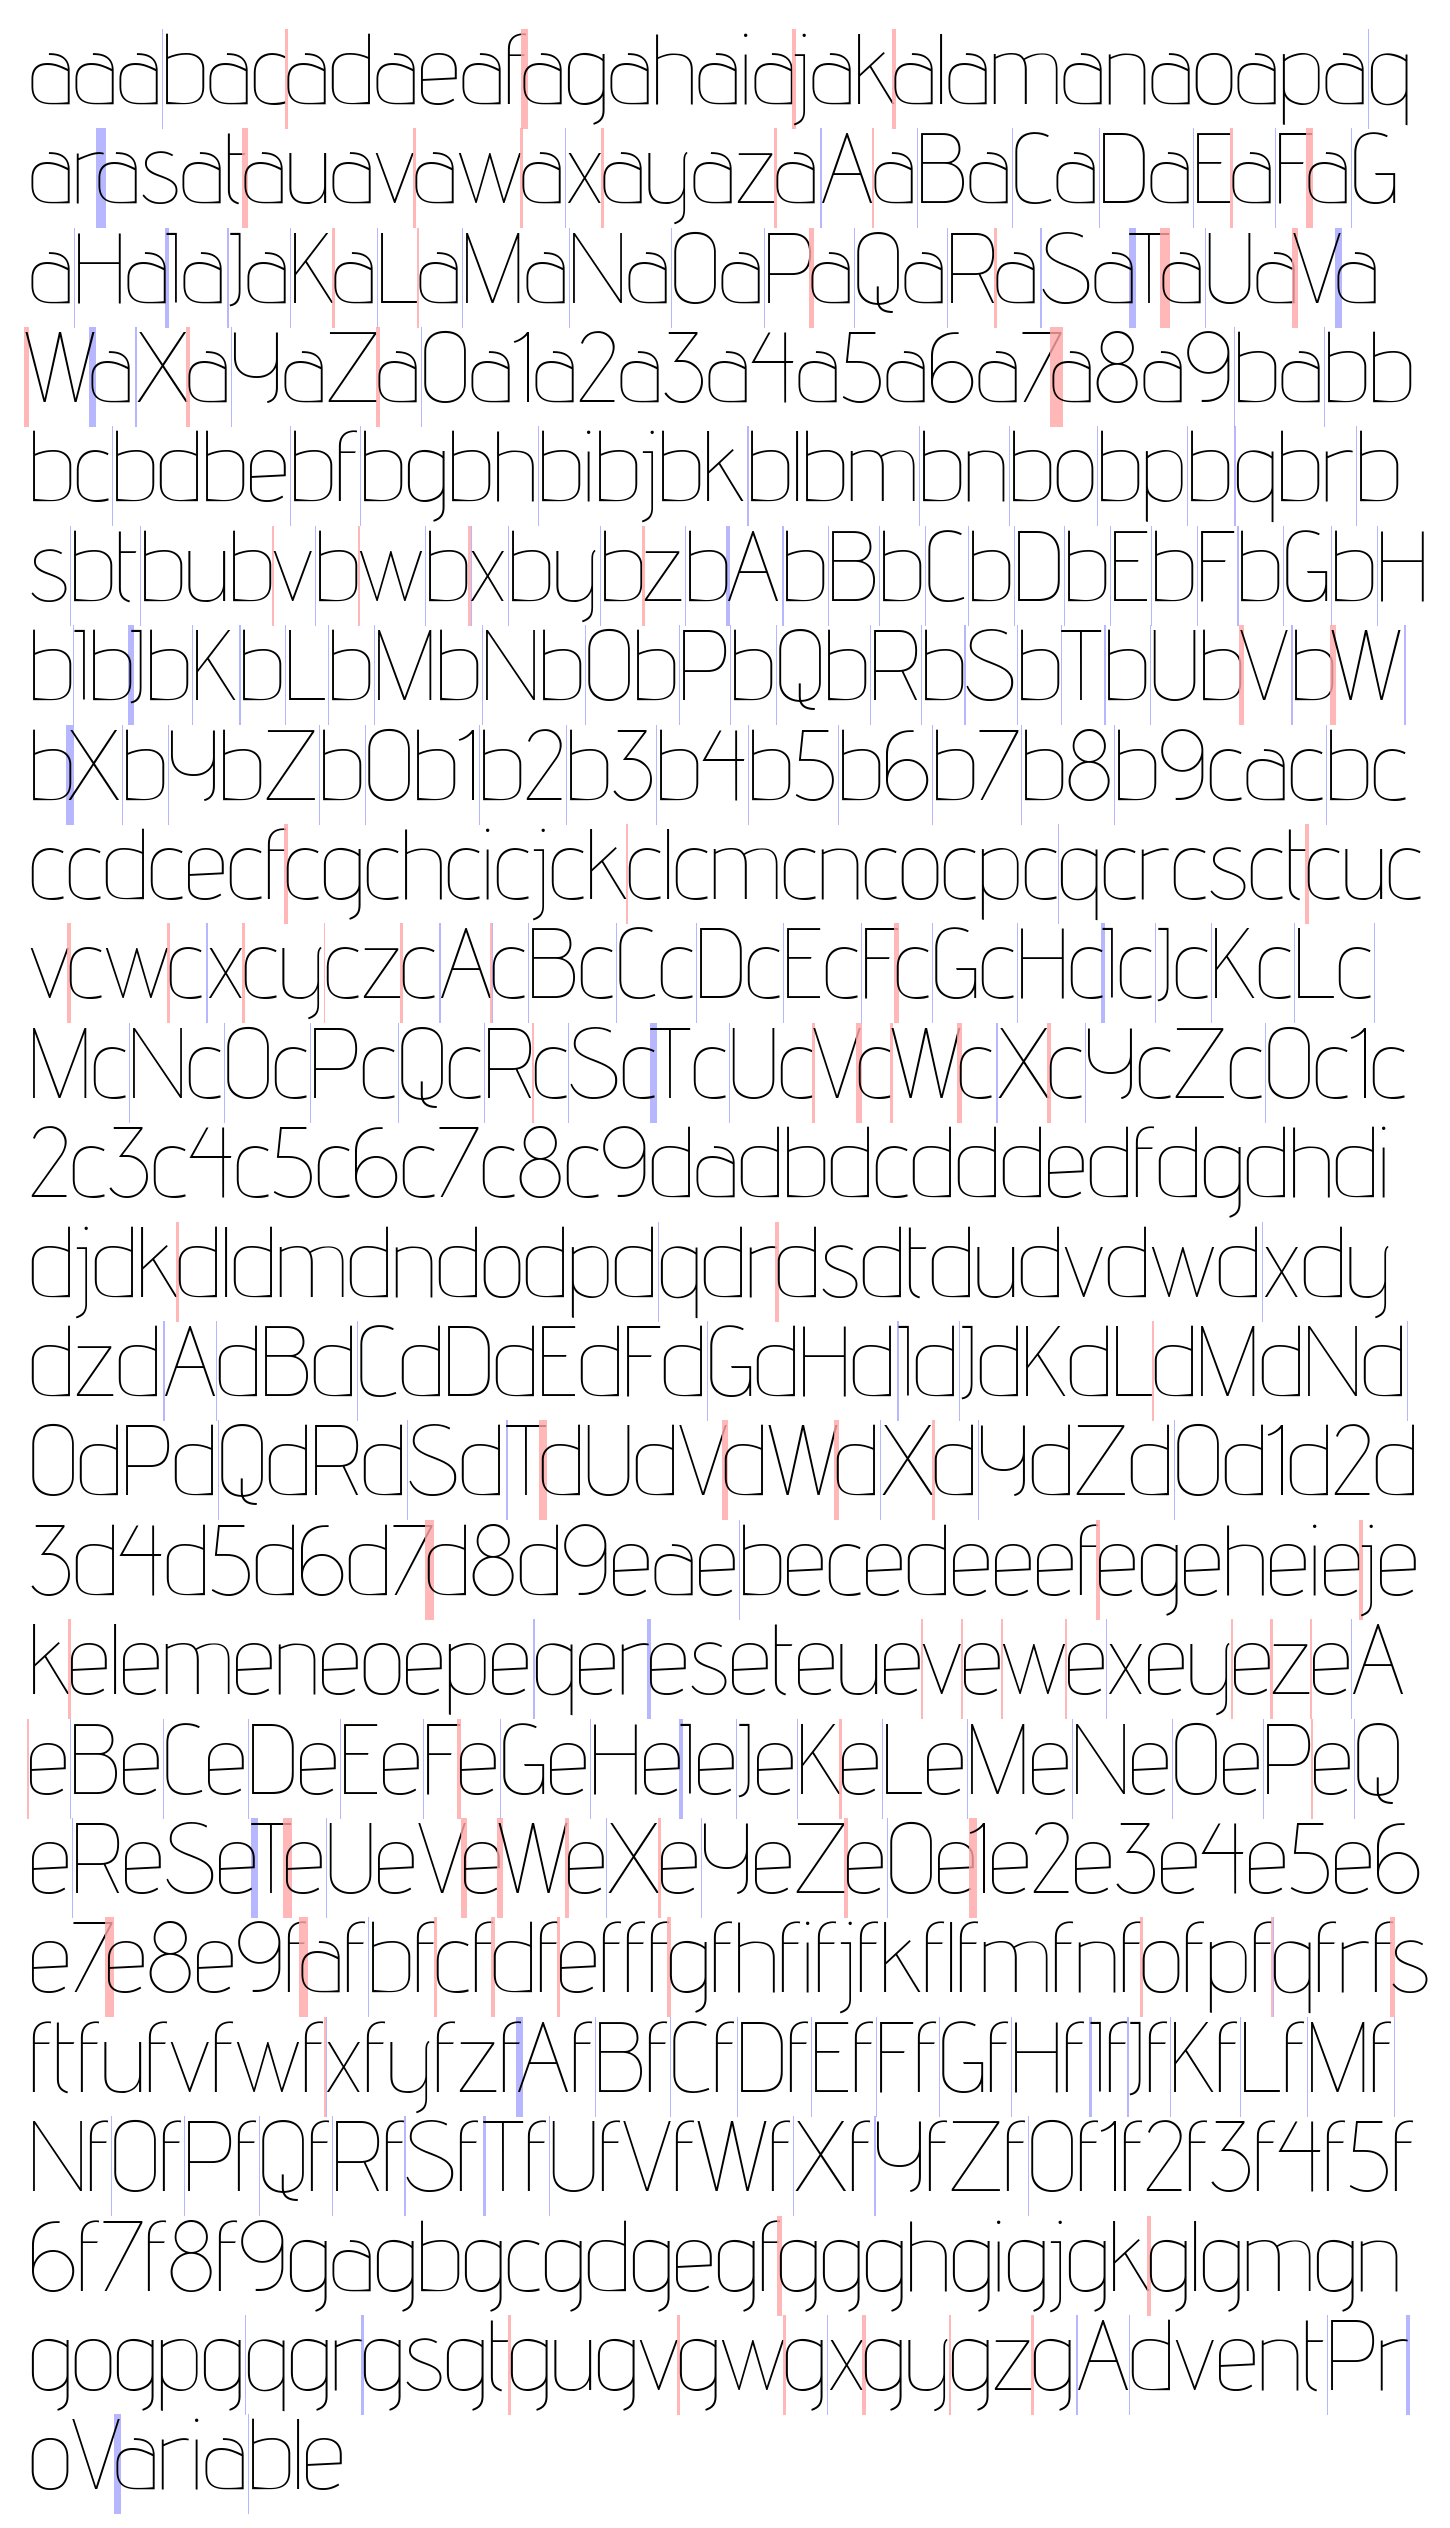 aaabacadaeafagahaiajakalamanaoapaq
arasatauavawaxayazaAaBaCaDaEaFaG
aHaIaJaKaLaMaNaOaPaQaRaSaTaUaVa
WaXaYaZa0a1a2a3a4a5a6a7a8a9babb
bcbdbebfbgbhbibjbkblbmbnbobpbqbrb
sbtbubvbwbxbybzbAbBbCbDbEbFbGbH
bIbJbKbLbMbNbObPbQbRbSbTbUbVbW
bXbYbZb0b1b2b3b4b5b6b7b8b9cacbc
ccdcecfcgchcicjckclcmcncocpcqcrcsctcuc
vcwcxcyczcAcBcCcDcEcFcGcHcIcJcKcLc
McNcOcPcQcRcScTcUcVcWcXcYcZc0c1c
2c3c4c5c6c7c8c9dadbdcdddedfdgdhdi
djdkdldmdndodpdqdrdsdtdudvdwdxdy
dzdAdBdCdDdEdFdGdHdIdJdKdLdMdNd
OdPdQdRdSdTdUdVdWdXdYdZd0d1d2d
3d4d5d6d7d8d9eaebecedeeefegeheieje
kelemeneoepeqereseteuevewexeyezeA
eBeCeDeEeFeGeHeIeJeKeLeMeNeOePeQ
eReSeTeUeVeWeXeYeZe0e1e2e3e4e5e6
e7e8e9fafbfcfdfefffgfhfifjfkflfmfnfofpfqfrfs
ftfufvfwfxfyfzfAfBfCfDfEfFfGfHfIfJfKfLfMf
NfOfPfQfRfSfTfUfVfWfXfYfZf0f1f2f3f4f5f
6f7f8f9gagbgcgdgegfggghgigjgkglgmgn
gogpgqgrgsgtgugvgwgxgygzgAdventPr
oVariable